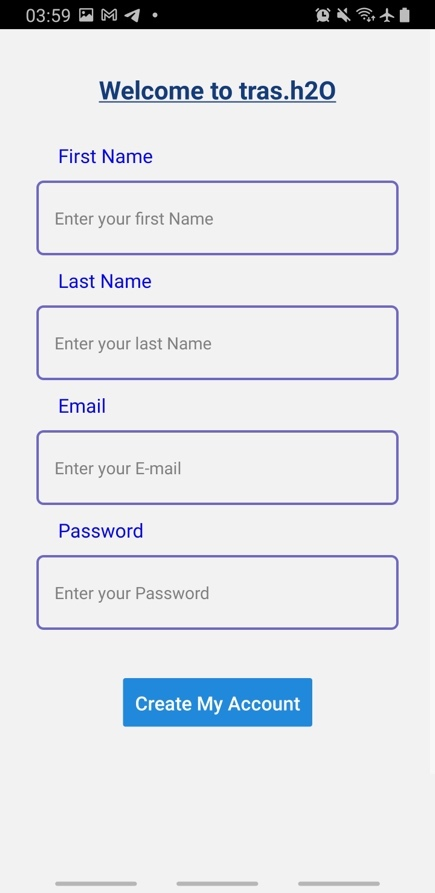 03:59
Welcome to tras.h2O
First Name
Enter your first Name
Last Name
Enter your last Name
Email
Enter your E-mail
Password
Enter your Password
Create My Account